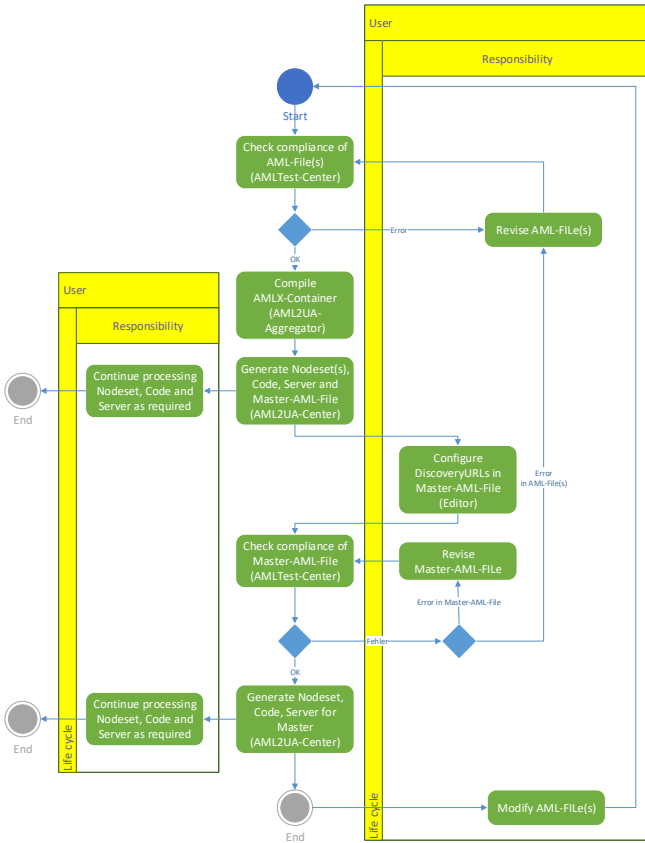 User
Responsibility
Start
Check compliance of
AML-File(s)
(AMLTest-Center)
Error
Revise AML-FILe(s)
OK
User
Responsibility
Compile
AMLX-Container
(AML2UA-
Aggregator)
Continue processing
Nodeset, Code and
Server as required
Generate Nodeset(s),
Code, Server and
Master-AML-File
(AML2UA-Center)
End
Configure
DiscoveryURLs in
Master-AML-File
(Editor)
Error
in AML-File(s)
Check compliance of
Master-AML-File
(AMLTest-Center)
Revise
Master-AML-FILe
Error in Master-AML-File
Fehler
OK
Continue processing
Nodeset, Code and
Server as required
Generate Nodeset,
Code, Server for
Master
(AML2UA-Center)
End
Life cycle
End
Modify AML-FILe(s)
Life cycle